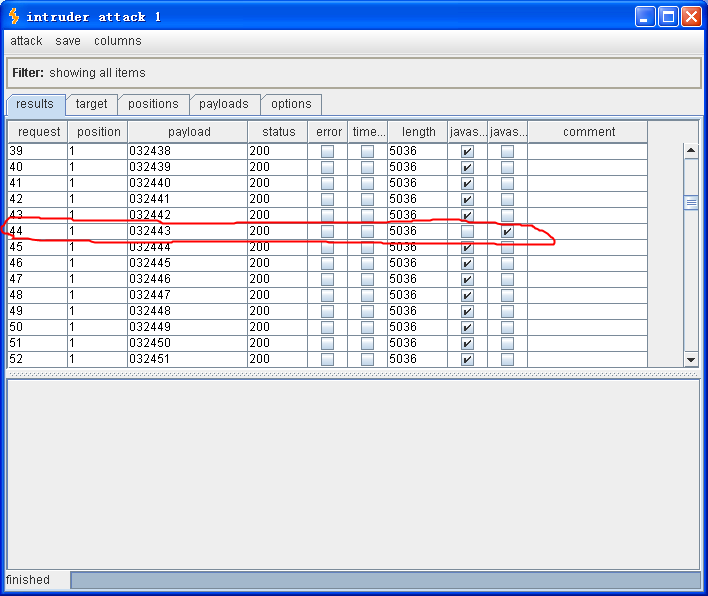 intruder attack 1
attack save columns
Filter: showing all items
results target positions payloads options
request position payload status error time... length javas... javas... comment
39 1 032438 200 5036
40 1 032439 200 5036
41 1 032440 200 5036
42 1 032441 200 5036
43 1 032442 200 5036
44 1 032443 200 5036
45 1 032444 200 5036
46 1 032445 200 5036
47 1 032446 200 5036
48 1 032447 200 5036
49 1 032448 200 5036
50 1 032449 200 5036
51 1 032450 200 5036
52 1 032451 200 5036
finished